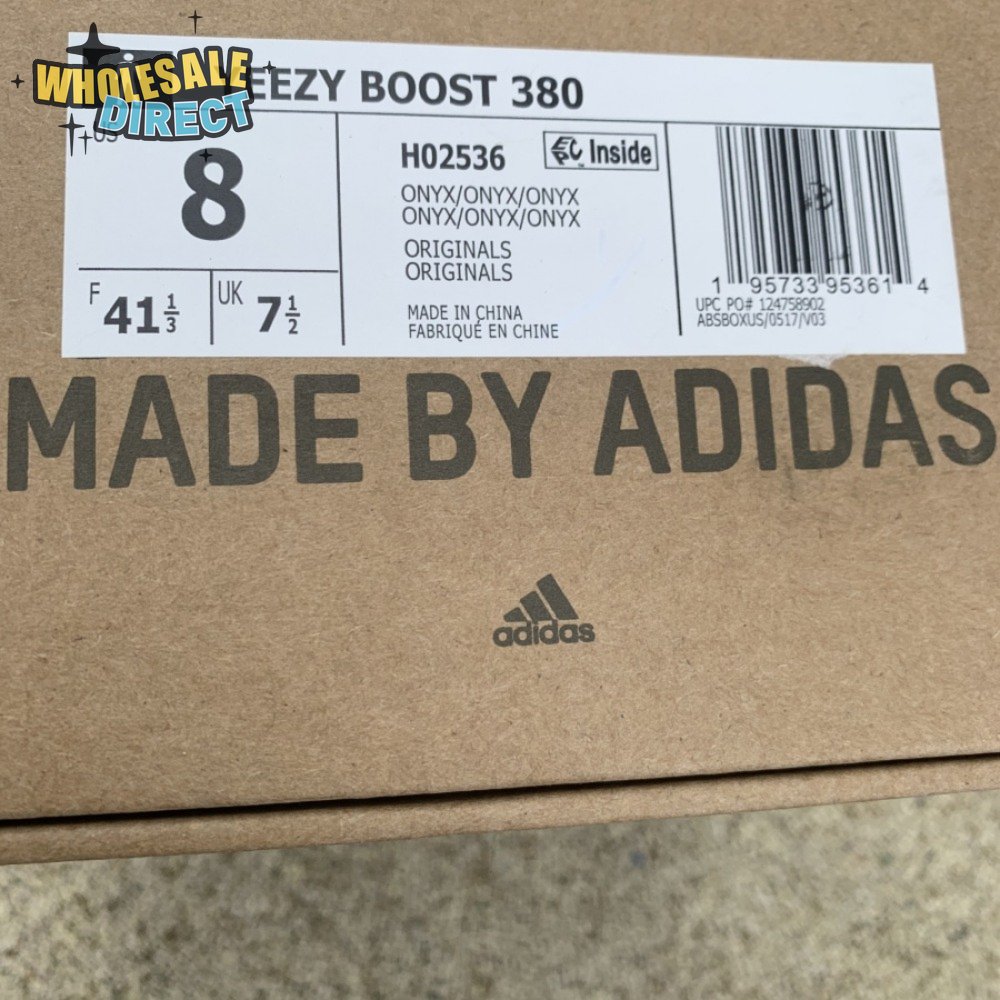 WHOLESALE
DIRECT
EEZY BOOST 380
US
8
F 41 1/3
UK 7 1/2
H02536
EPC Inside
ONYX/ONYX/ONYX
ONYX/ONYX/ONYX
ORIGINALS
ORIGINALS
MADE IN CHINA
FABRIQUÉ EN CHINE
1 95733 95361 4
UPC PO# 124758902
ABSBOXUS/0517/V03
MADE BY ADIDAS
adidas